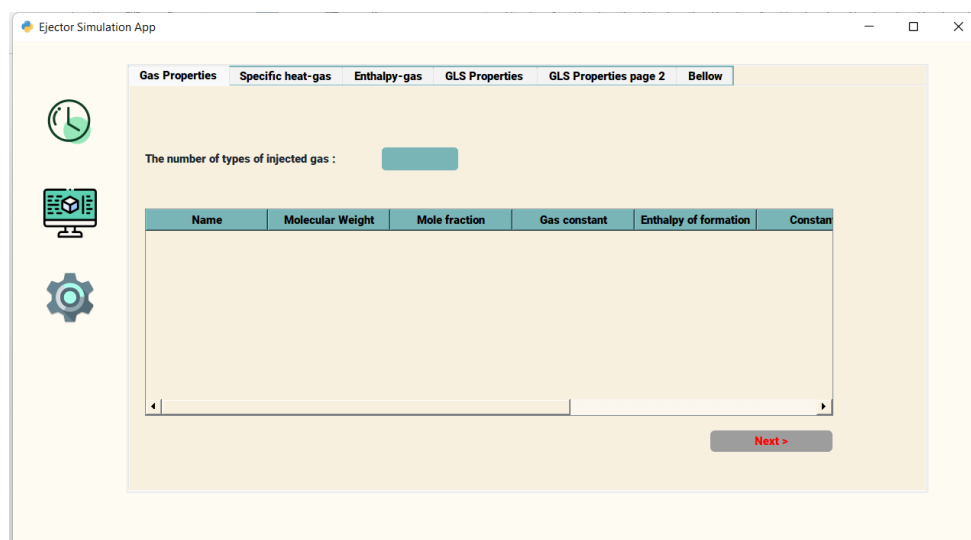 Ejector Simulation App
Gas Properties Specific heat-gas Enthalpy-gas GLS Properties GLS Properties page 2 Bellow
The number of types of injected gas :
Name Molecular Weight Mole fraction Gas constant Enthalpy of formation Constan
Next >